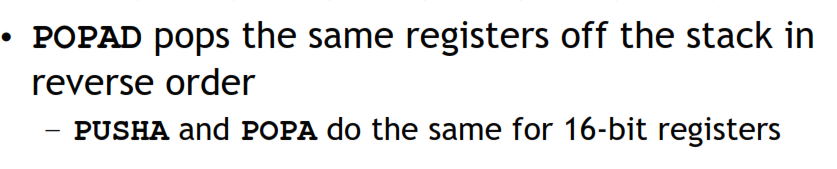 • POPAD pops the same registers off the stack in
reverse order
– PUSHA and POPA do the same for 16-bit registers